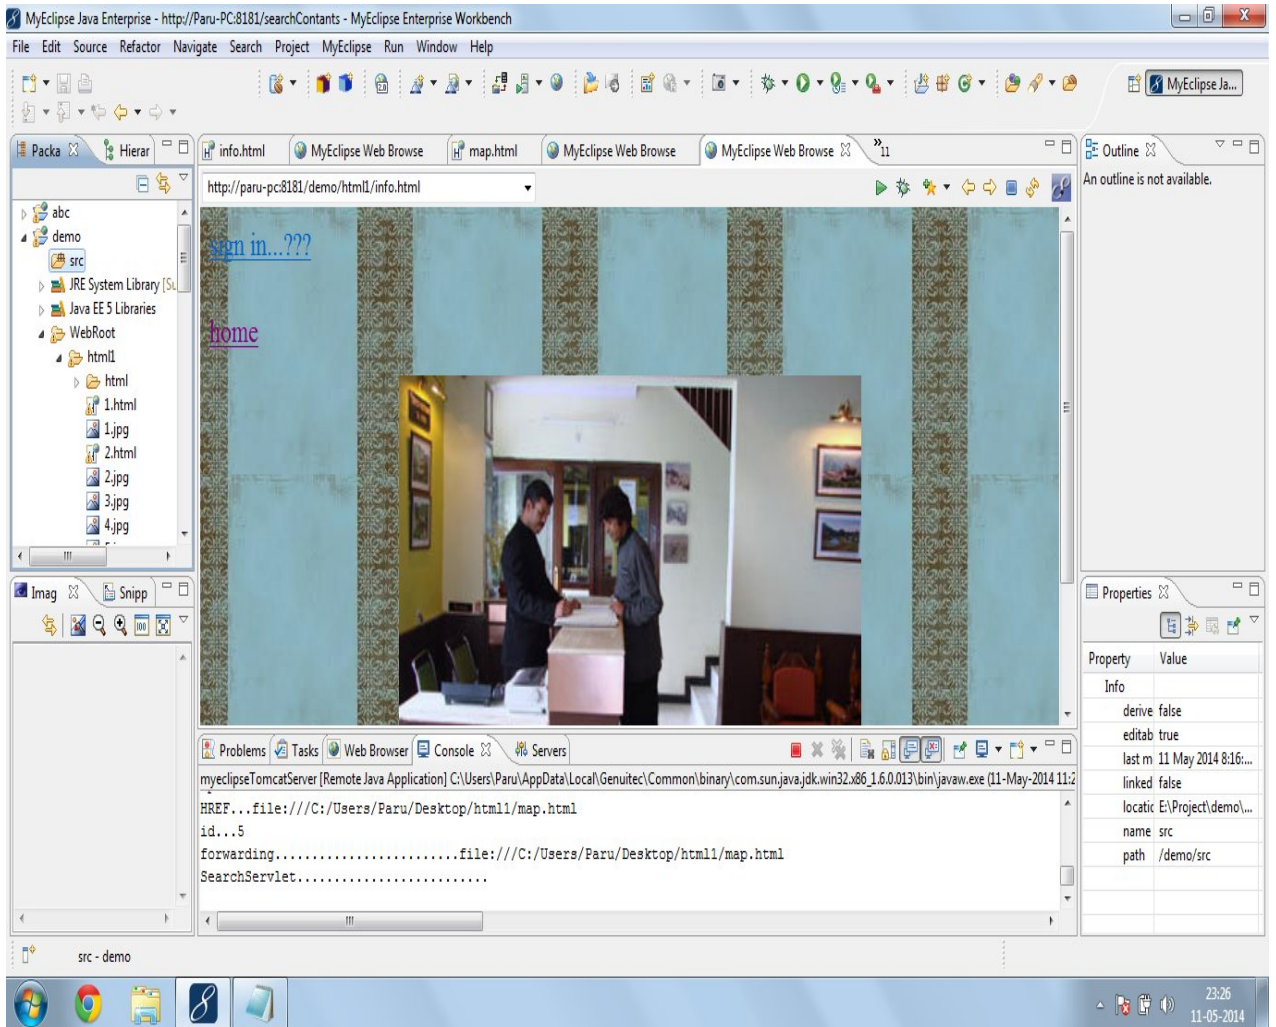 MyEclipse Java Enterprise - http://Paru-PC:8181/searchContants - MyEclipse Enterprise Workbench
File Edit Source Refactor Navigate Search Project MyEclipse Run Window Help
MyEclipse Ja...
Packa
Hierar
info.html
MyEclipse Web Browse
map.html
MyEclipse Web Browse
MyEclipse Web Browse
»11
Outline
http://paru-pc:8181/demo/html1/info.html
An outline is not available.
abc
demo
src
JRE System Library [Su
Java EE 5 Libraries
WebRoot
html1
html
1.html
1.jpg
2.html
2.jpg
3.jpg
4.jpg
sign in...???
home
Imag
Snipp
Properties
Property Value
Info
derive false
editab true
last m 11 May 2014 8:16:...
linked false
locatic E:\Project\demo\...
name src
path /demo/src
Problems Tasks Web Browser Console Servers
myeclipseTomcatServer [Remote Java Application] C:\Users\Paru\AppData\Local\Genuitec\Common\binary\com.sun.java.jdk.win32.x86_1.6.0.013\bin\javaw.exe (11-May-2014 11:2
HREF...file:///C:/Users/Paru/Desktop/html1/map.html
id...5
forwarding.........................file:///C:/Users/Paru/Desktop/html1/map.html
SearchServlet..........................
src - demo
23:26
11-05-2014